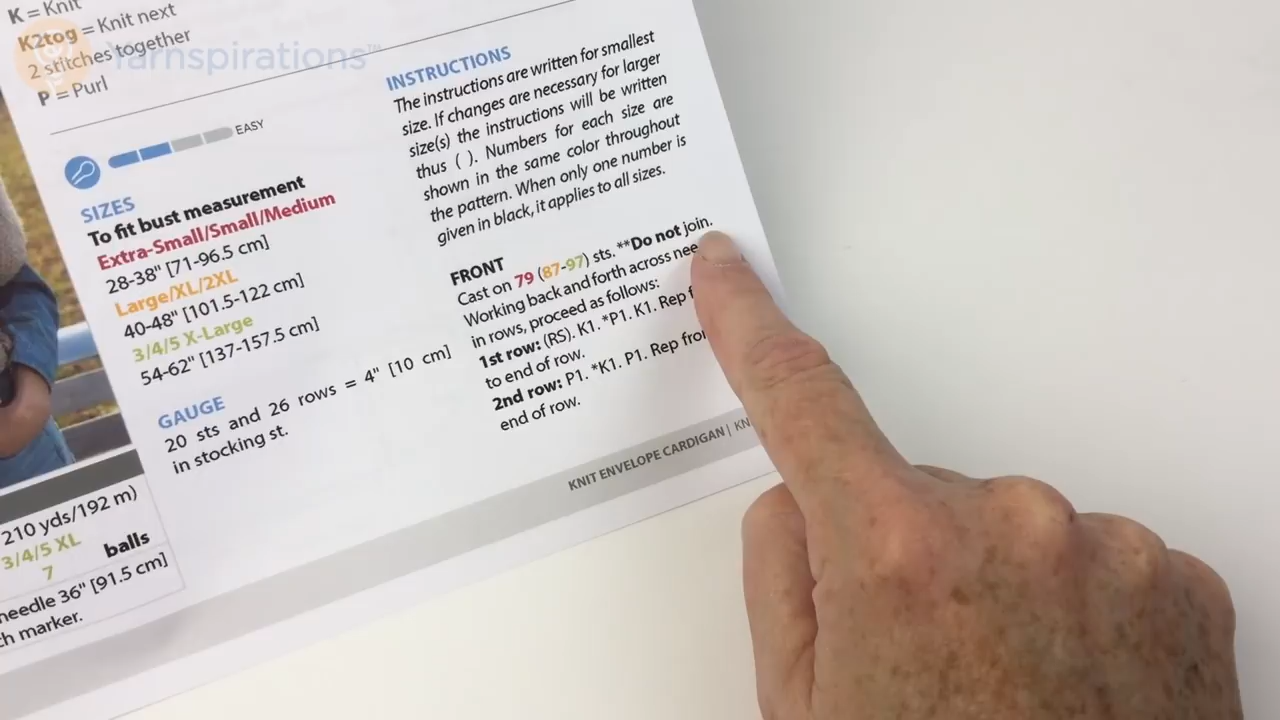 K = Knit
K2tog = Knit next
2 stitches together
P = Purl
Yarnspirations™
EASY
SIZES
To fit bust measurement
Extra-Small/Small/Medium
28-38" [71-96.5 cm]
Large/XL/2XL
40-48" [101.5-122 cm]
3/4/5 X-Large
54-62" [137-157.5 cm]
GAUGE
20 sts and 26 rows = 4" [10 cm]
in stocking st.
210 yds/192 m)
3/4/5 XL
7
balls
needle 36" [91.5 cm]
marker.
INSTRUCTIONS
The instructions are written for smallest
size. If changes are necessary for larger
size(s) the instructions will be written
thus ( ). Numbers for each size are
shown in the same color throughout
the pattern. When only one number is
given in black, it applies to all sizes.
FRONT
Cast on 79 (87-97) sts. **Do not join.
Working back and forth across
in rows, proceed as follows:
1st row: (RS). K1. *P1. K1. Rep
to end of row.
2nd row: P1. *K1. P1. Rep
end of row.
KNIT ENVELOPE CARDIGAN |